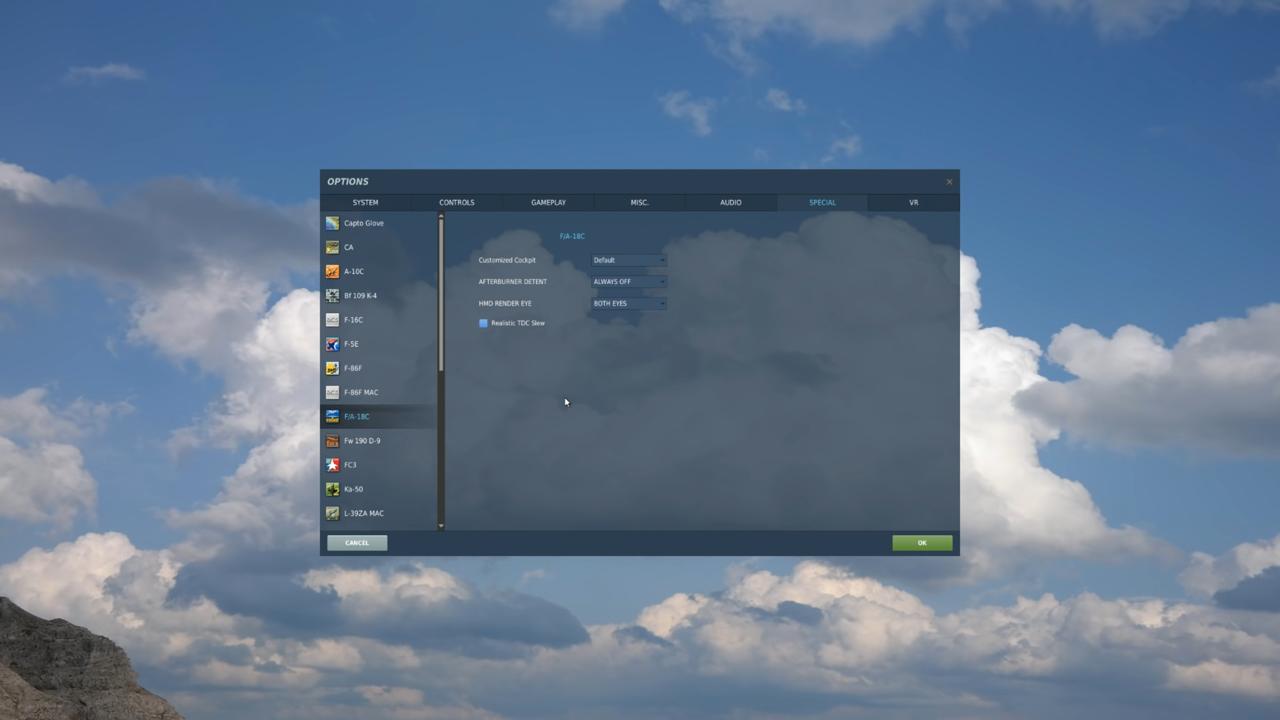 OPTIONS
SYSTEM CONTROLS GAMEPLAY MISC. AUDIO SPECIAL VR
Capto Glove
CA
A-10C
Bf 109 K-4
F-16C
F-5E
F-86F
F-86F MAC
F/A-18C
Fw 190 D-9
FC3
Ka-50
L-39ZA MAC
F/A-18C
Customized Cockpit Default
AFTERBURNER DETENT ALWAYS OFF
HMD RENDER EYE BOTH EYES
Realistic TDC Slew
CANCEL OK